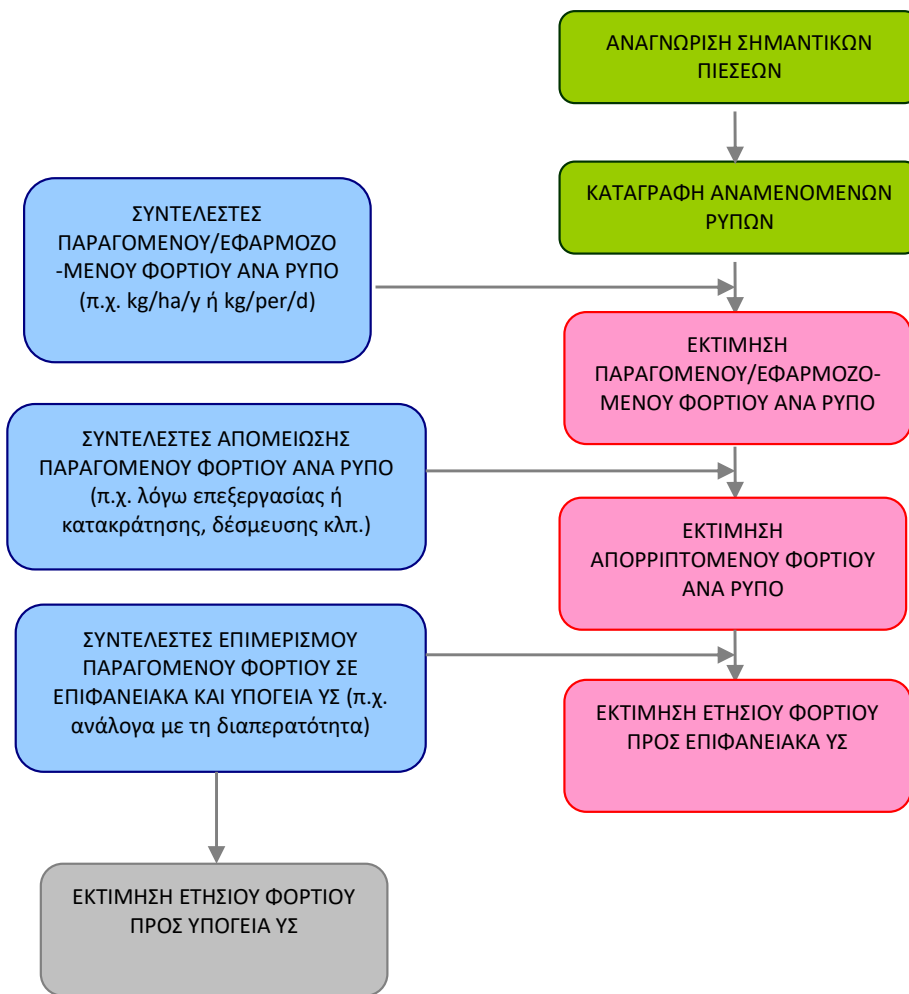 ΑΝΑΓΝΩΡΙΣΗ ΣΗΜΑΝΤΙΚΩΝ
ΠΙΕΣΕΩΝ
ΚΑΤΑΓΡΑΦΗ ΑΝΑΜΕΝΟΜΕΝΩΝ
ΡΥΠΩΝ
ΣΥΝΤΕΛΕΣΤΕΣ
ΠΑΡΑΓΟΜΕΝΟΥ/ΕΦΑΡΜΟΖΟ
-ΜΕΝΟΥ ΦΟΡΤΙΟΥ ΑΝΑ ΡΥΠΟ
(π.χ. kg/ha/y ή kg/per/d)
ΕΚΤΙΜΗΣΗ
ΠΑΡΑΓΟΜΕΝΟΥ/ΕΦΑΡΜΟΖΟ-
ΜΕΝΟΥ ΦΟΡΤΙΟΥ ΑΝΑ ΡΥΠΟ
ΣΥΝΤΕΛΕΣΤΕΣ ΑΠΟΜΕΙΩΣΗΣ
ΠΑΡΑΓΟΜΕΝΟΥ ΦΟΡΤΙΟΥ ΑΝΑ ΡΥΠΟ
(π.χ. λόγω επεξεργασίας ή
κατακράτησης, δέσμευσης κλπ.)
ΕΚΤΙΜΗΣΗ
ΑΠΟΡΡΙΠΤΟΜΕΝΟΥ ΦΟΡΤΙΟΥ
ΑΝΑ ΡΥΠΟ
ΣΥΝΤΕΛΕΣΤΕΣ ΕΠΙΜΕΡΙΣΜΟΥ
ΠΑΡΑΓΟΜΕΝΟΥ ΦΟΡΤΙΟΥ ΣΕ
ΕΠΙΦΑΝΕΙΑΚΑ ΚΑΙ ΥΠΟΓΕΙΑ ΥΣ (π.χ.
ανάλογα με τη διαπερατότητα)
ΕΚΤΙΜΗΣΗ ΕΤΗΣΙΟΥ ΦΟΡΤΙΟΥ
ΠΡΟΣ ΕΠΙΦΑΝΕΙΑΚΑ ΥΣ
ΕΚΤΙΜΗΣΗ ΕΤΗΣΙΟΥ ΦΟΡΤΙΟΥ
ΠΡΟΣ ΥΠΟΓΕΙΑ ΥΣ